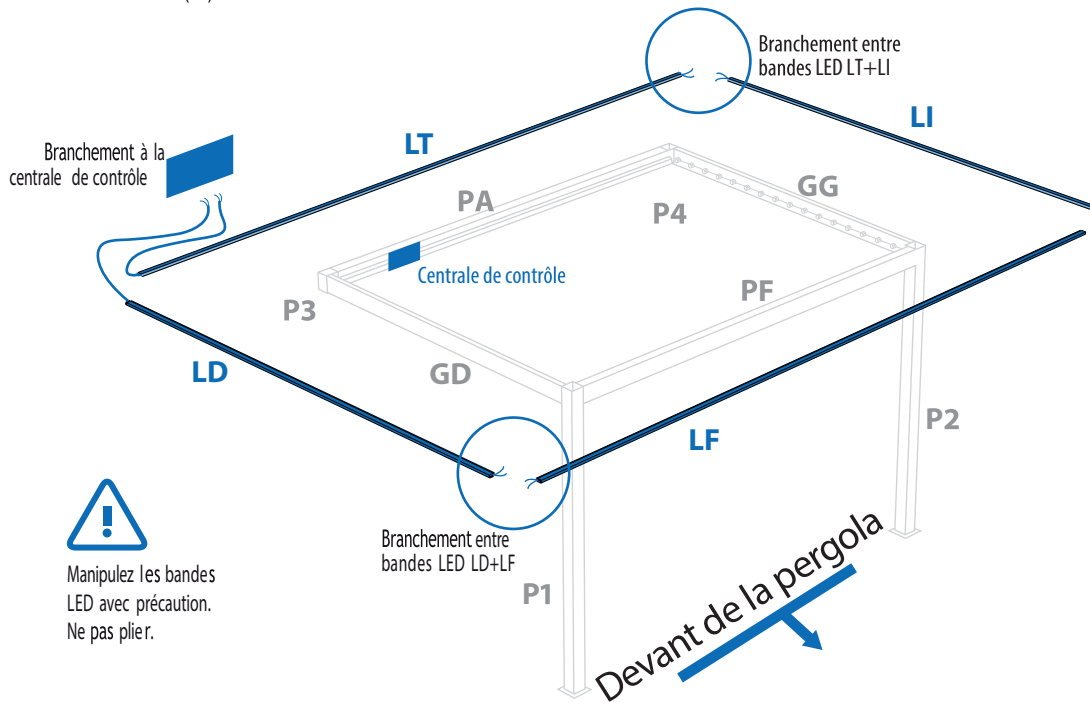 Branchement entre
bandes LED LT+LI
LI
LT
Branchement à la
centrale de contrôle
PA
GG
P4
Centrale de contrôle
PF
P3
LD
GD
P2
LF
Branchement entre
bandes LED LD+LF
Manipulez les bandes
LED avec précaution.
Ne pas plier.
P1
Devant de la pergola